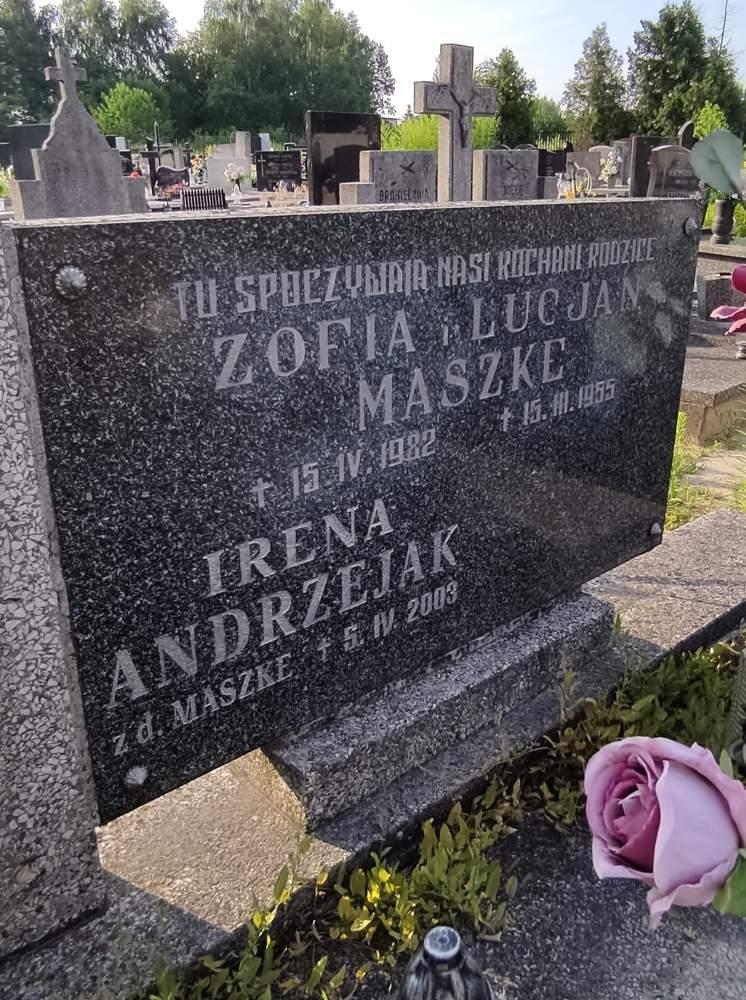 TU SPOCZYWAJĄ NASI KOCHANI RODZICE
ZOFIA i LUCJAN
MASZKE
✝ 15.IV.1982 ✝ 15.III.1955
IRENA
ANDRZEJAK
z d. MASZKE ✝ 5.IV.2003
BRONISŁAWA